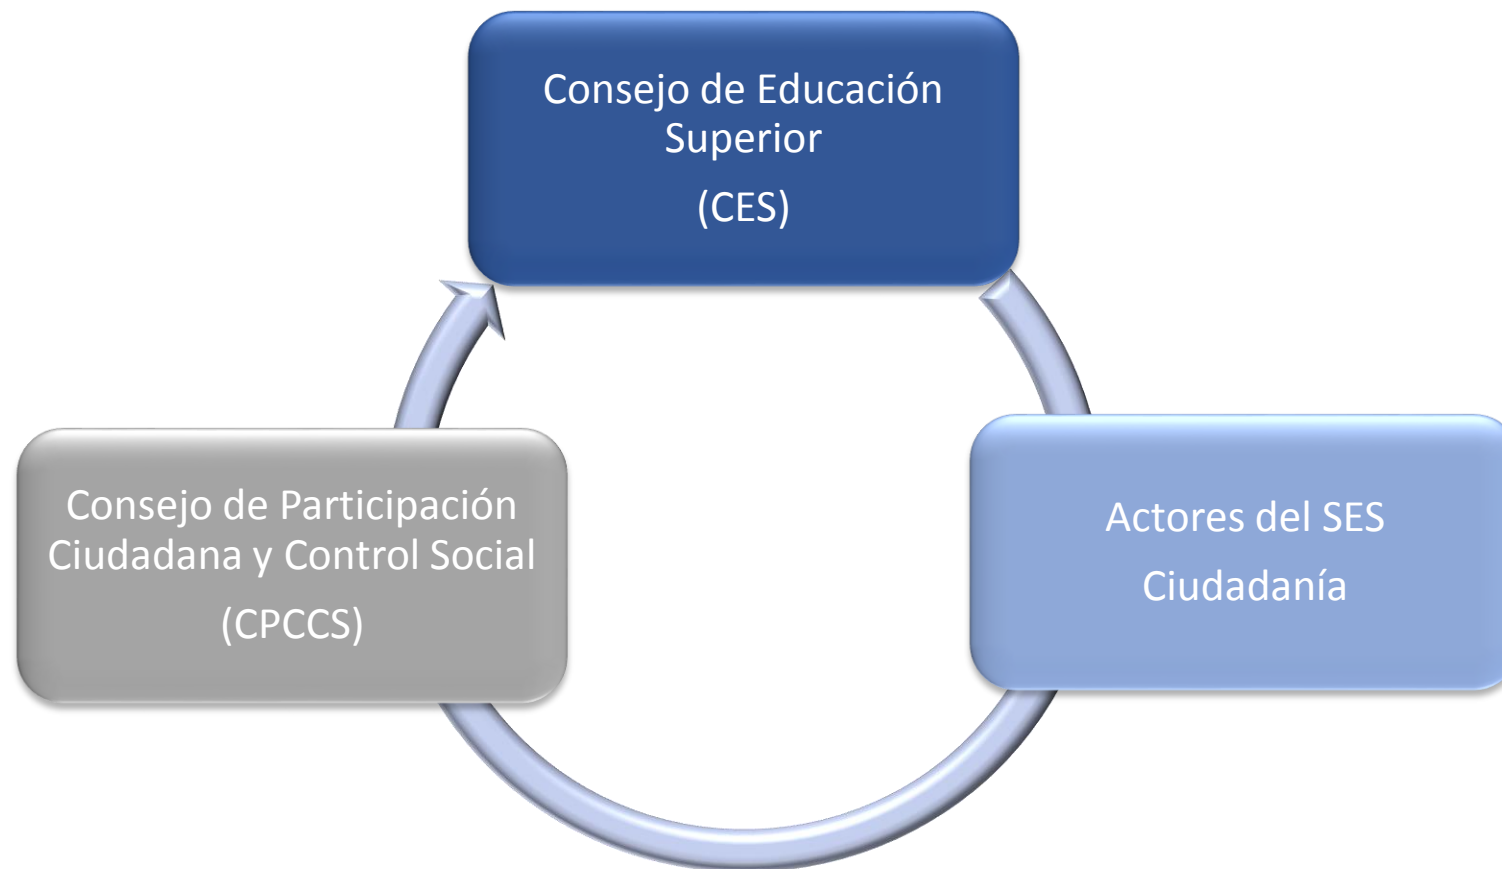 Consejo de Educación
Superior
(CES)
Consejo de Participación
Ciudadana y Control Social
(CPCCS)
Actores del SES
Ciudadanía